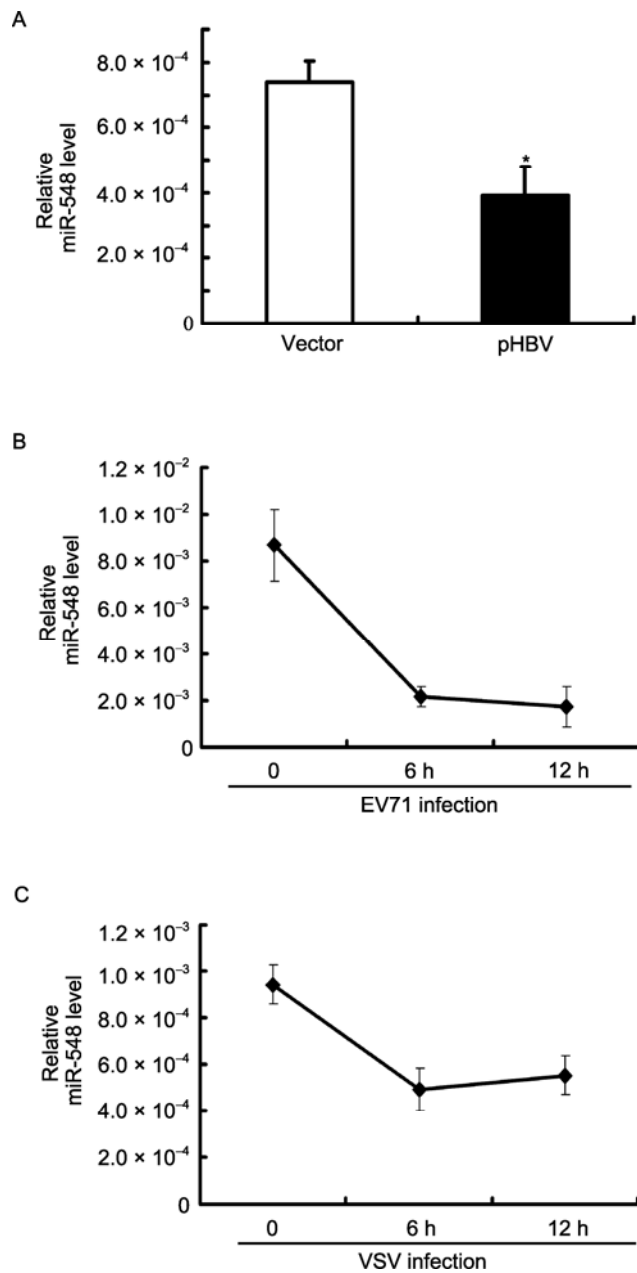 A
Relative
miR-548 level
8.0 × 10⁻⁴
6.0 × 10⁻⁴
4.0 × 10⁻⁴
2.0 × 10⁻⁴
0
*
Vector pHBV
B
Relative
miR-548 level
1.2 × 10⁻²
1.0 × 10⁻²
8.0 × 10⁻³
6.0 × 10⁻³
4.0 × 10⁻³
2.0 × 10⁻³
0
0 6 h 12 h
EV71 infection
C
Relative
miR-548 level
1.2 × 10⁻³
1.0 × 10⁻³
8.0 × 10⁻⁴
6.0 × 10⁻⁴
4.0 × 10⁻⁴
2.0 × 10⁻⁴
0
0 6 h 12 h
VSV infection